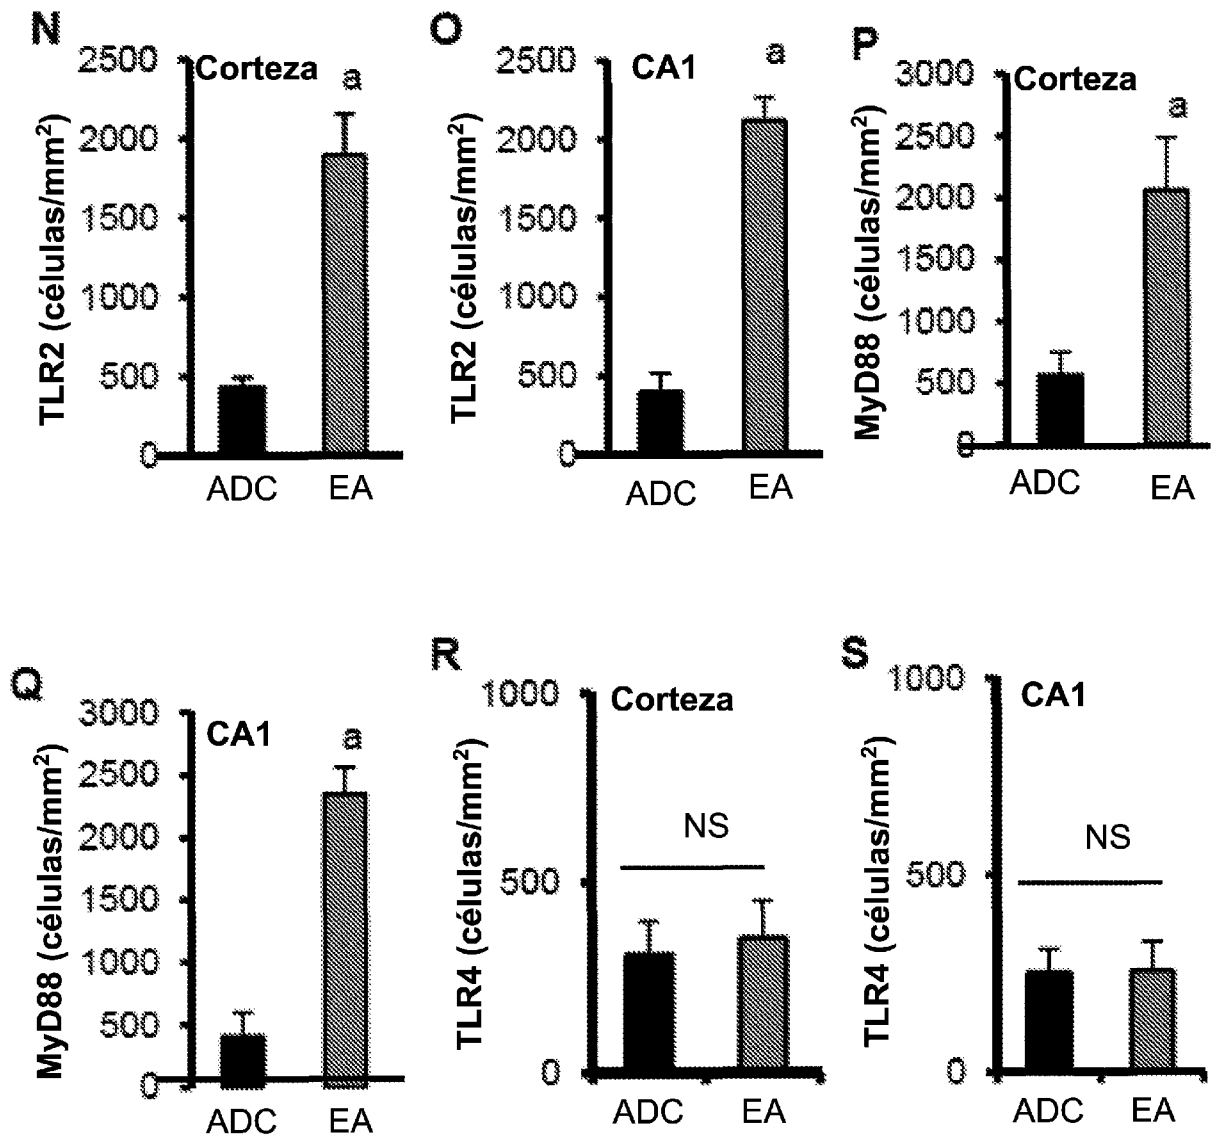 N
Corteza
a
TLR2 (células/mm²)
2500
2000
1500
1000
500
0
ADC EA
O
CA1
a
TLR2 (células/mm²)
2500
2000
1500
1000
500
0
ADC EA
P
Corteza
a
MyD88 (células/mm²)
3000
2500
2000
1500
1000
500
0
ADC EA
Q
CA1
a
MyD88 (células/mm²)
3000
2500
2000
1500
1000
500
0
ADC EA
R
Corteza
NS
TLR4 (células/mm²)
1000
500
0
ADC EA
S
CA1
NS
TLR4 (células/mm²)
1000
500
0
ADC EA